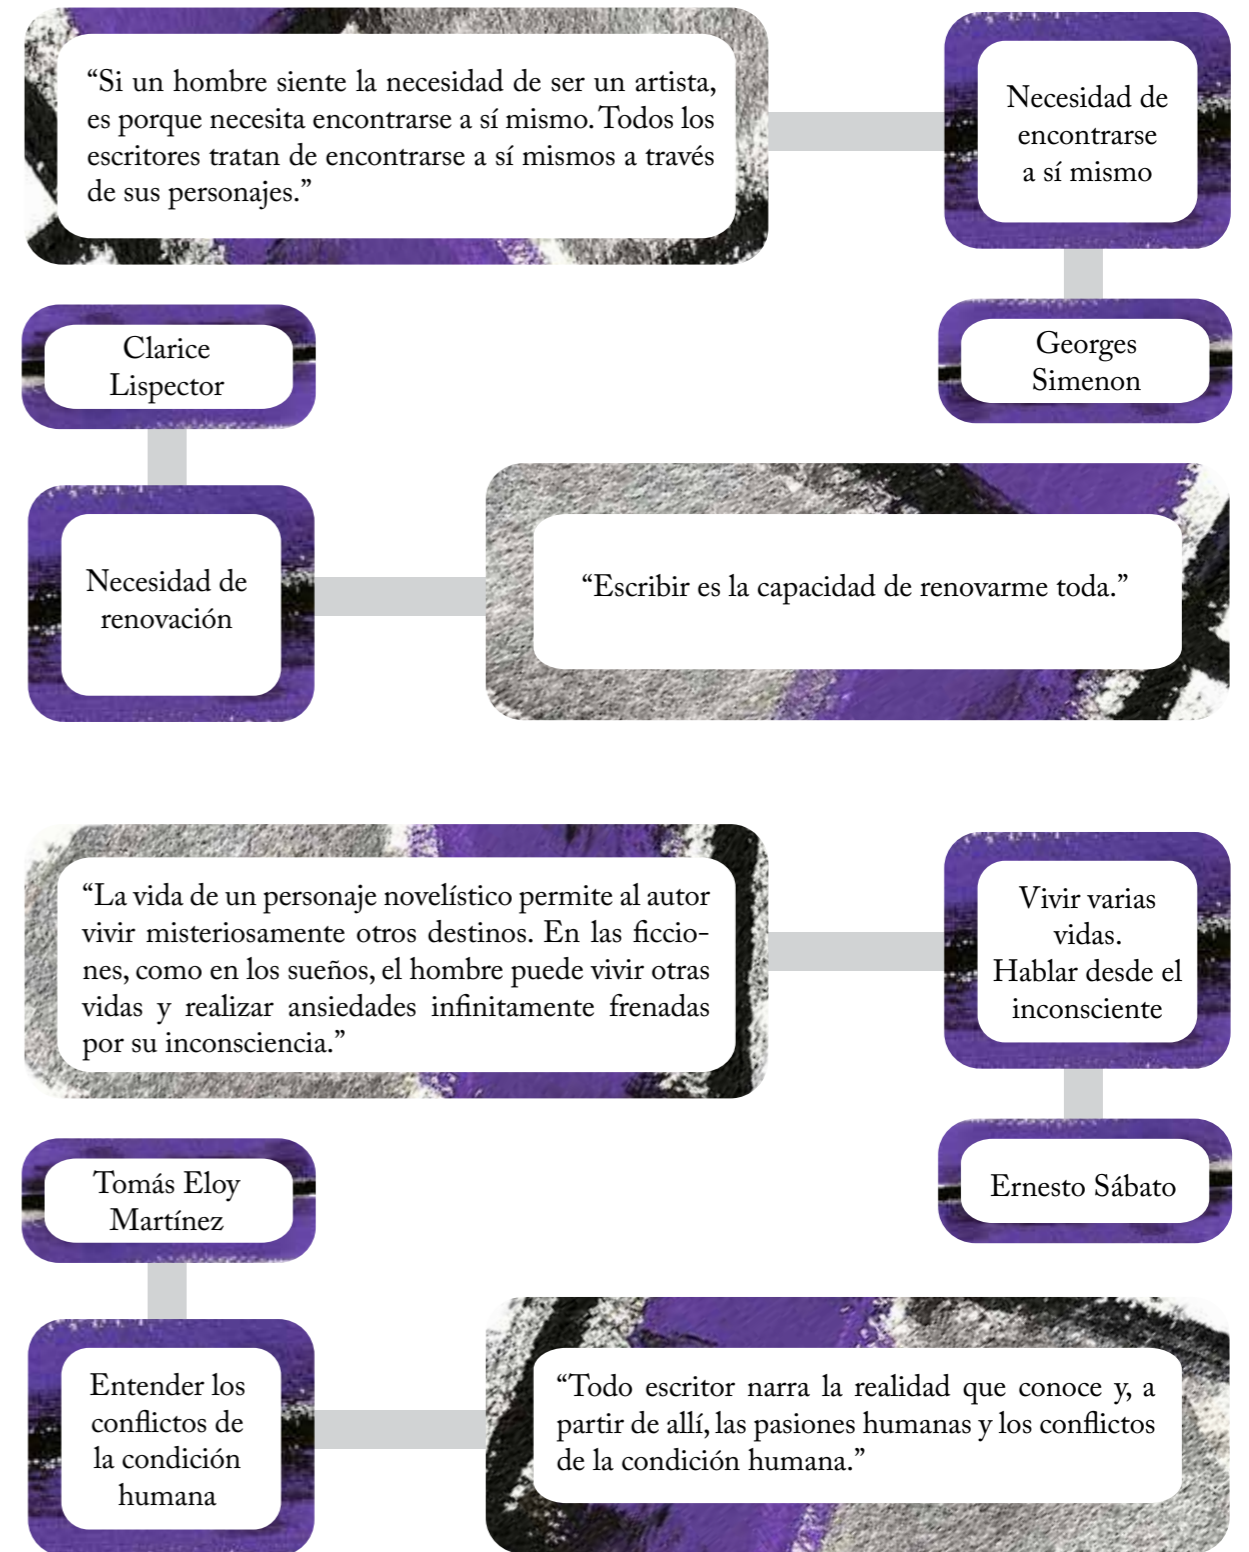 “Si un hombre siente la necesidad de ser un artista,
es porque necesita encontrarse a sí mismo. Todos los
escritores tratan de encontrarse a sí mismos a través
de sus personajes.”
Necesidad de
encontrarse
a sí mismo
Georges
Simenon
Clarice
Lispector
Necesidad de
renovación
“Escribir es la capacidad de renovarme toda.”
“La vida de un personaje novelístico permite al autor
vivir misteriosamente otros destinos. En las ficcio-
nes, como en los sueños, el hombre puede vivir otras
vidas y realizar ansiedades infinitamente frenadas
por su inconsciencia.”
Vivir varias
vidas.
Hablar desde el
inconsciente
Ernesto Sábato
Tomás Eloy
Martínez
Entender los
conflictos de
la condición
humana
“Todo escritor narra la realidad que conoce y, a
partir de allí, las pasiones humanas y los conflictos
de la condición humana.”